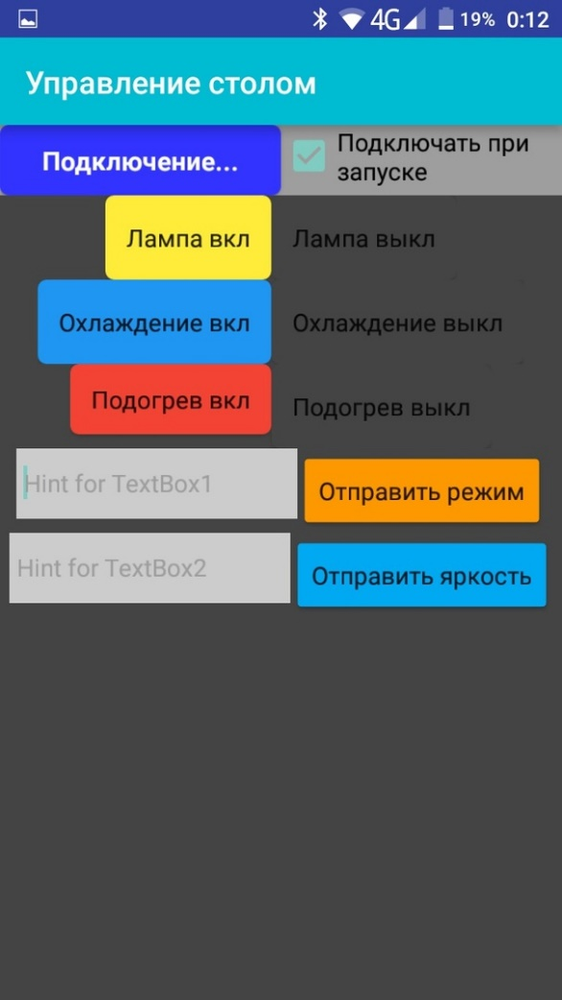 4G 19% 0:12
Управление столом
Подключение...
Подключать при
запуске
Лампа вкл
Лампа выкл
Охлаждение вкл
Охлаждение выкл
Подогрев вкл
Подогрев выкл
Hint for TextBox1
Отправить режим
Hint for TextBox2
Отправить яркость